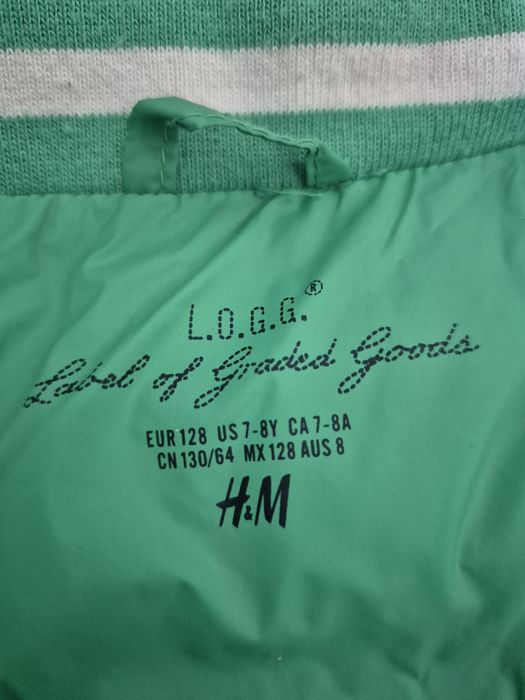 L.O.G.G.®
Label of Graded Goods
EUR 128 US 7-8Y CA 7-8A
CN 130/64 MX 128 AUS 8
H&M